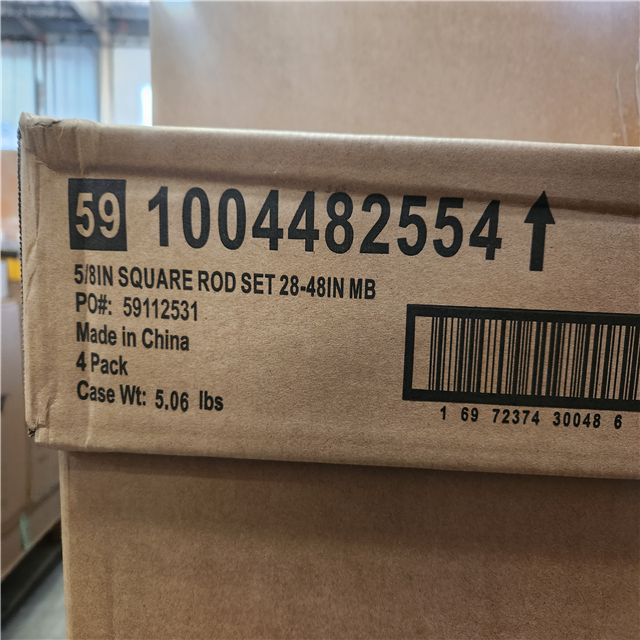 59 1004482554
5/8IN SQUARE ROD SET 28-48IN MB
PO#: 59112531
Made in China
4 Pack
Case Wt: 5.06 lbs
1 69 72374 30048 6